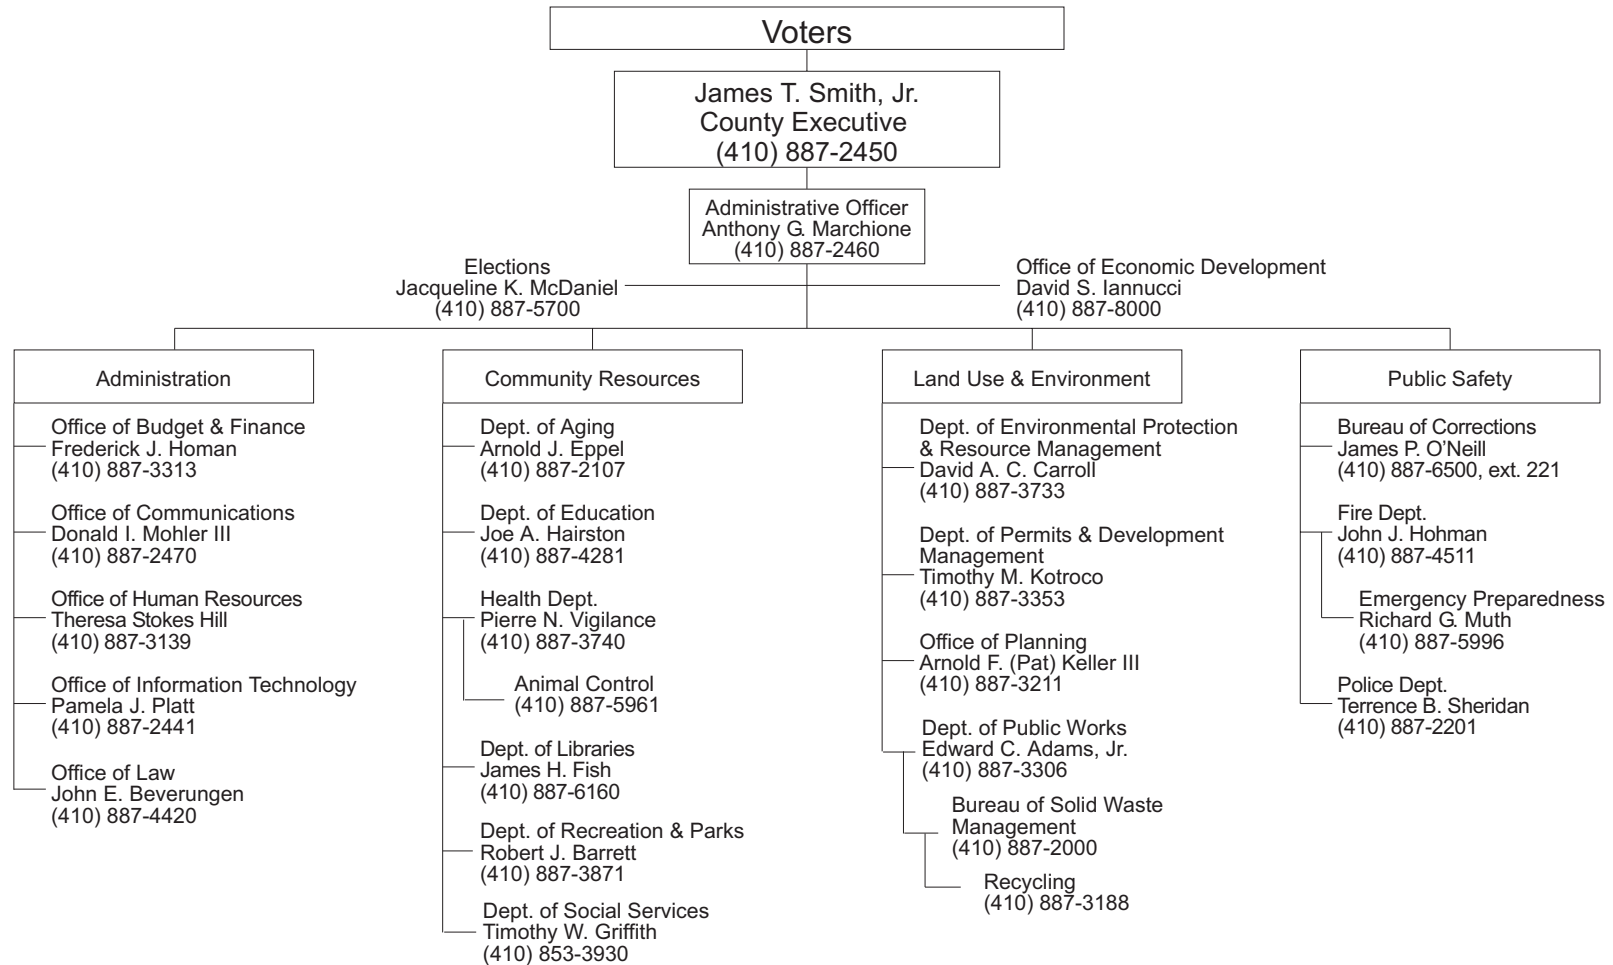 Voters
James T. Smith, Jr.
County Executive
(410) 887-2450
Administrative Officer
Anthony G. Marchione
(410) 887-2460
Elections
Jacqueline K. McDaniel
(410) 887-5700
Office of Economic Development
David S. Iannucci
(410) 887-8000
Administration
Office of Budget & Finance
Frederick J. Homan
(410) 887-3313
Office of Communications
Donald I. Mohler III
(410) 887-2470
Office of Human Resources
Theresa Stokes Hill
(410) 887-3139
Office of Information Technology
Pamela J. Platt
(410) 887-2441
Office of Law
John E. Beverungen
(410) 887-4420
Community Resources
Dept. of Aging
Arnold J. Eppel
(410) 887-2107
Dept. of Education
Joe A. Hairston
(410) 887-4281
Health Dept.
Pierre N. Vigilance
(410) 887-3740
Animal Control
(410) 887-5961
Dept. of Libraries
James H. Fish
(410) 887-6160
Dept. of Recreation & Parks
Robert J. Barrett
(410) 887-3871
Dept. of Social Services
Timothy W. Griffith
(410) 853-3930
Land Use & Environment
Dept. of Environmental Protection
& Resource Management
David A. C. Carroll
(410) 887-3733
Dept. of Permits & Development
Management
Timothy M. Kotroco
(410) 887-3353
Office of Planning
Arnold F. (Pat) Keller III
(410) 887-3211
Dept. of Public Works
Edward C. Adams, Jr.
(410) 887-3306
Bureau of Solid Waste
Management
(410) 887-2000
Recycling
(410) 887-3188
Public Safety
Bureau of Corrections
James P. O’Neill
(410) 887-6500, ext. 221
Fire Dept.
John J. Hohman
(410) 887-4511
Emergency Preparedness
Richard G. Muth
(410) 887-5996
Police Dept.
Terrence B. Sheridan
(410) 887-2201